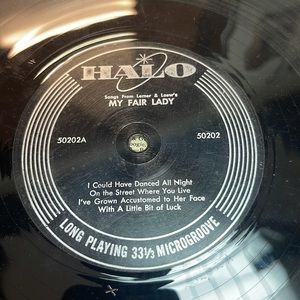 HALO
Songs From Lerner & Loewe's
MY FAIR LADY
50202A
50202
I Could Have Danced All Night
On the Street Where You Live
I've Grown Accustomed to Her Face
With A Little Bit of Luck
LONG PLAYING 33⅓ MICROGROOVE